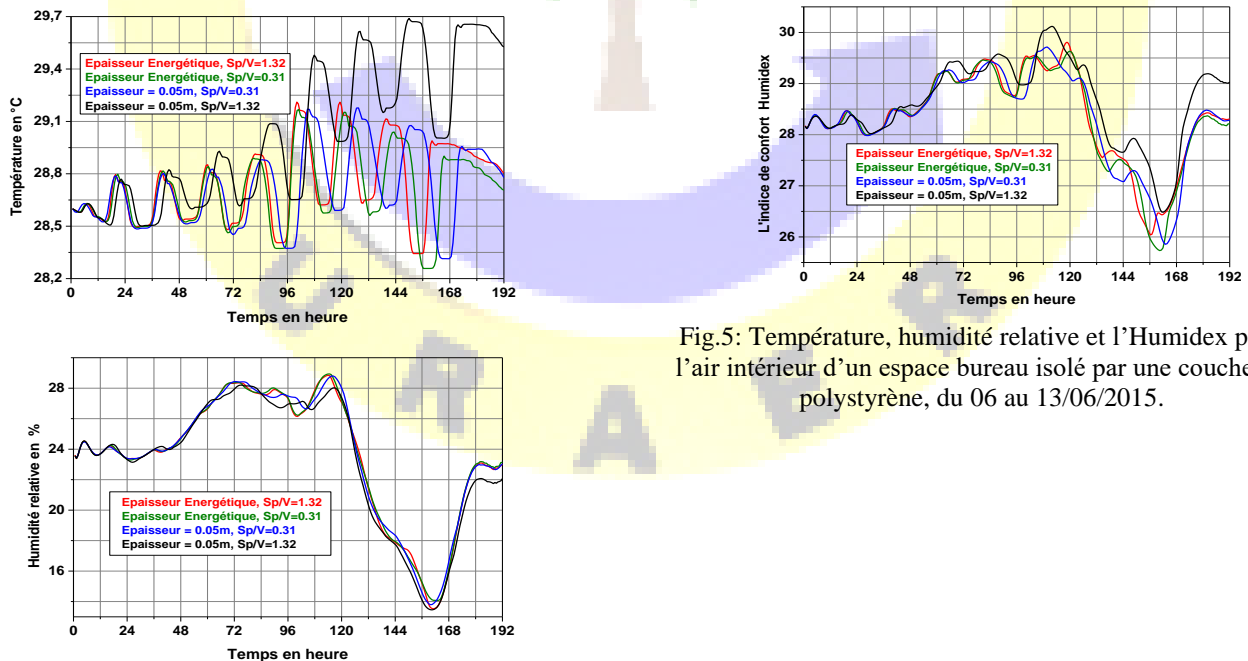 29,7
29,4
29,1
28,8
28,5
28,2
Température en °C
Epaisseur Energétique, Sp/V=1.32
Epaisseur Energétique, Sp/V=0.31
Epaisseur = 0.05m, Sp/V=0.31
Epaisseur = 0.05m, Sp/V=1.32
0 24 48 72 96 120 144 168 192
Temps en heure
30
29
28
27
26
L'indice de confort Humidex
Epaisseur Energétique, Sp/V=1.32
Epaisseur Energétique, Sp/V=0.31
Epaisseur = 0.05m, Sp/V=0.31
Epaisseur = 0.05m, Sp/V=1.32
0 24 48 72 96 120 144 168 192
Temps en heure
Fig.5: Température, humidité relative et l’Humidex p
l’air intérieur d’un espace bureau isolé par une couche
polystyrène, du 06 au 13/06/2015.
28
24
20
16
Humidité relative en %
Epaisseur Energétique, Sp/V=1.32
Epaisseur Energétique, Sp/V=0.31
Epaisseur = 0.05m, Sp/V=0.31
Epaisseur = 0.05m, Sp/V=1.32
0 24 48 72 96 120 144 168 192
Temps en heure
U R A E R